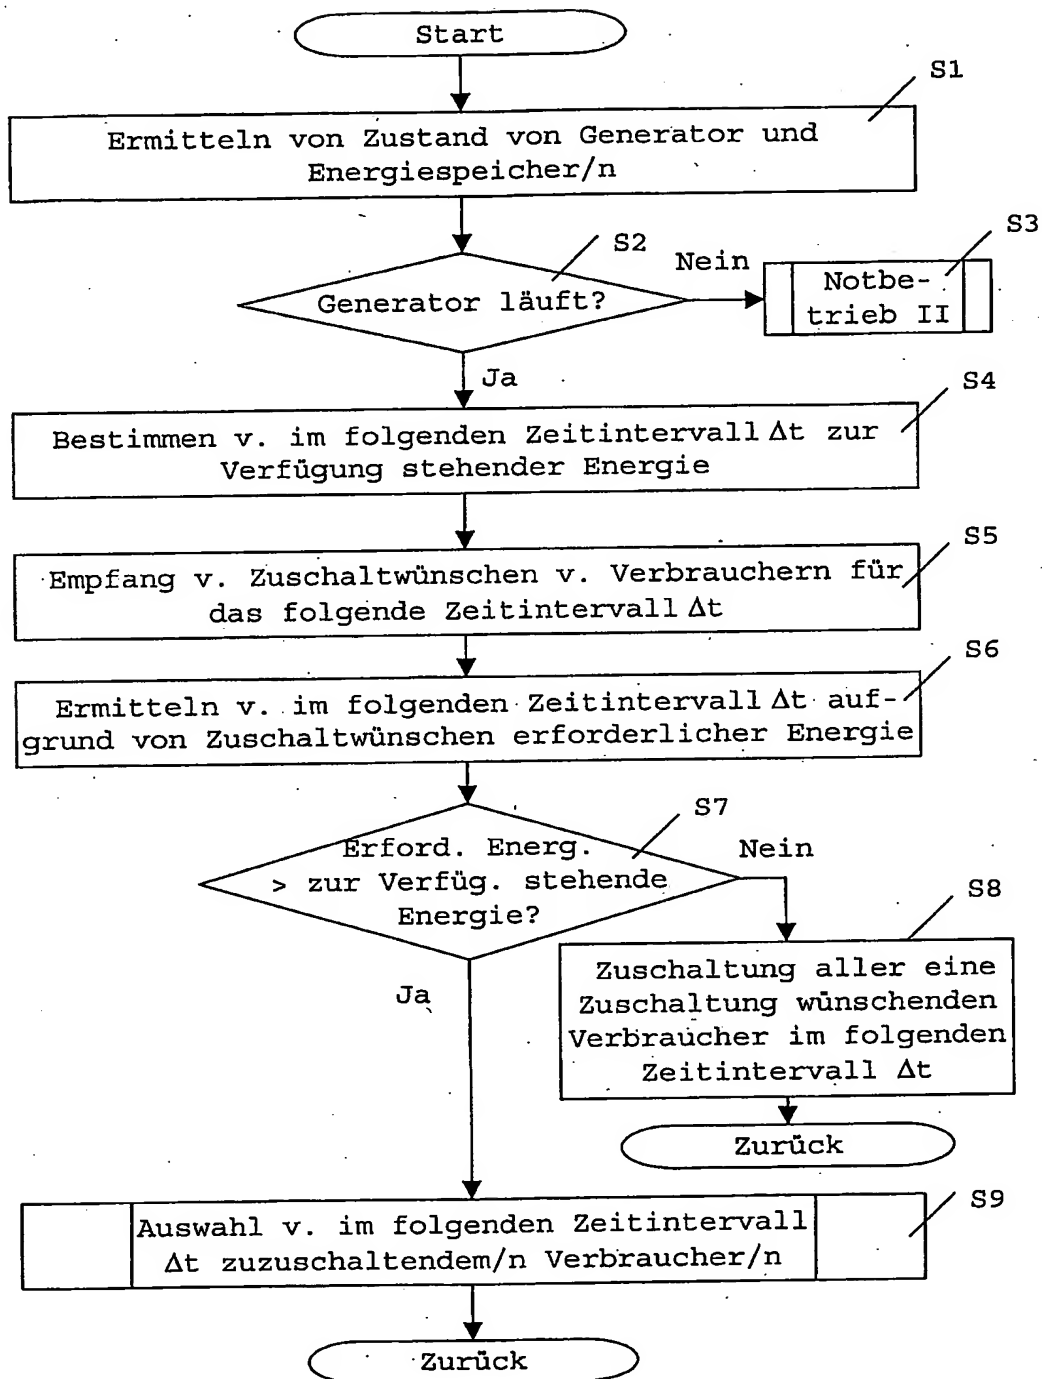 Start
S1
Ermitteln von Zustand von Generator und
Energiespeicher/n
S2
Generator läuft?
Nein
S3
Notbe-
trieb II
Ja
S4
Bestimmen v. im folgenden Zeitintervall Δt zur
Verfügung stehender Energie
S5
Empfang v. Zuschaltwünschen v. Verbrauchern für
das folgende Zeitintervall Δt
S6
Ermitteln v. im folgenden Zeitintervall Δt auf-
grund von Zuschaltwünschen erforderlicher Energie
S7
Erford. Energ.
> zur Verfüg. stehende
Energie?
Nein
S8
Zuschaltung aller eine
Zuschaltung wünschenden
Verbraucher im folgenden
Zeitintervall Δt
Zurück
Ja
S9
Auswahl v. im folgenden Zeitintervall
Δt zuzuschaltendem/n Verbraucher/n
Zurück